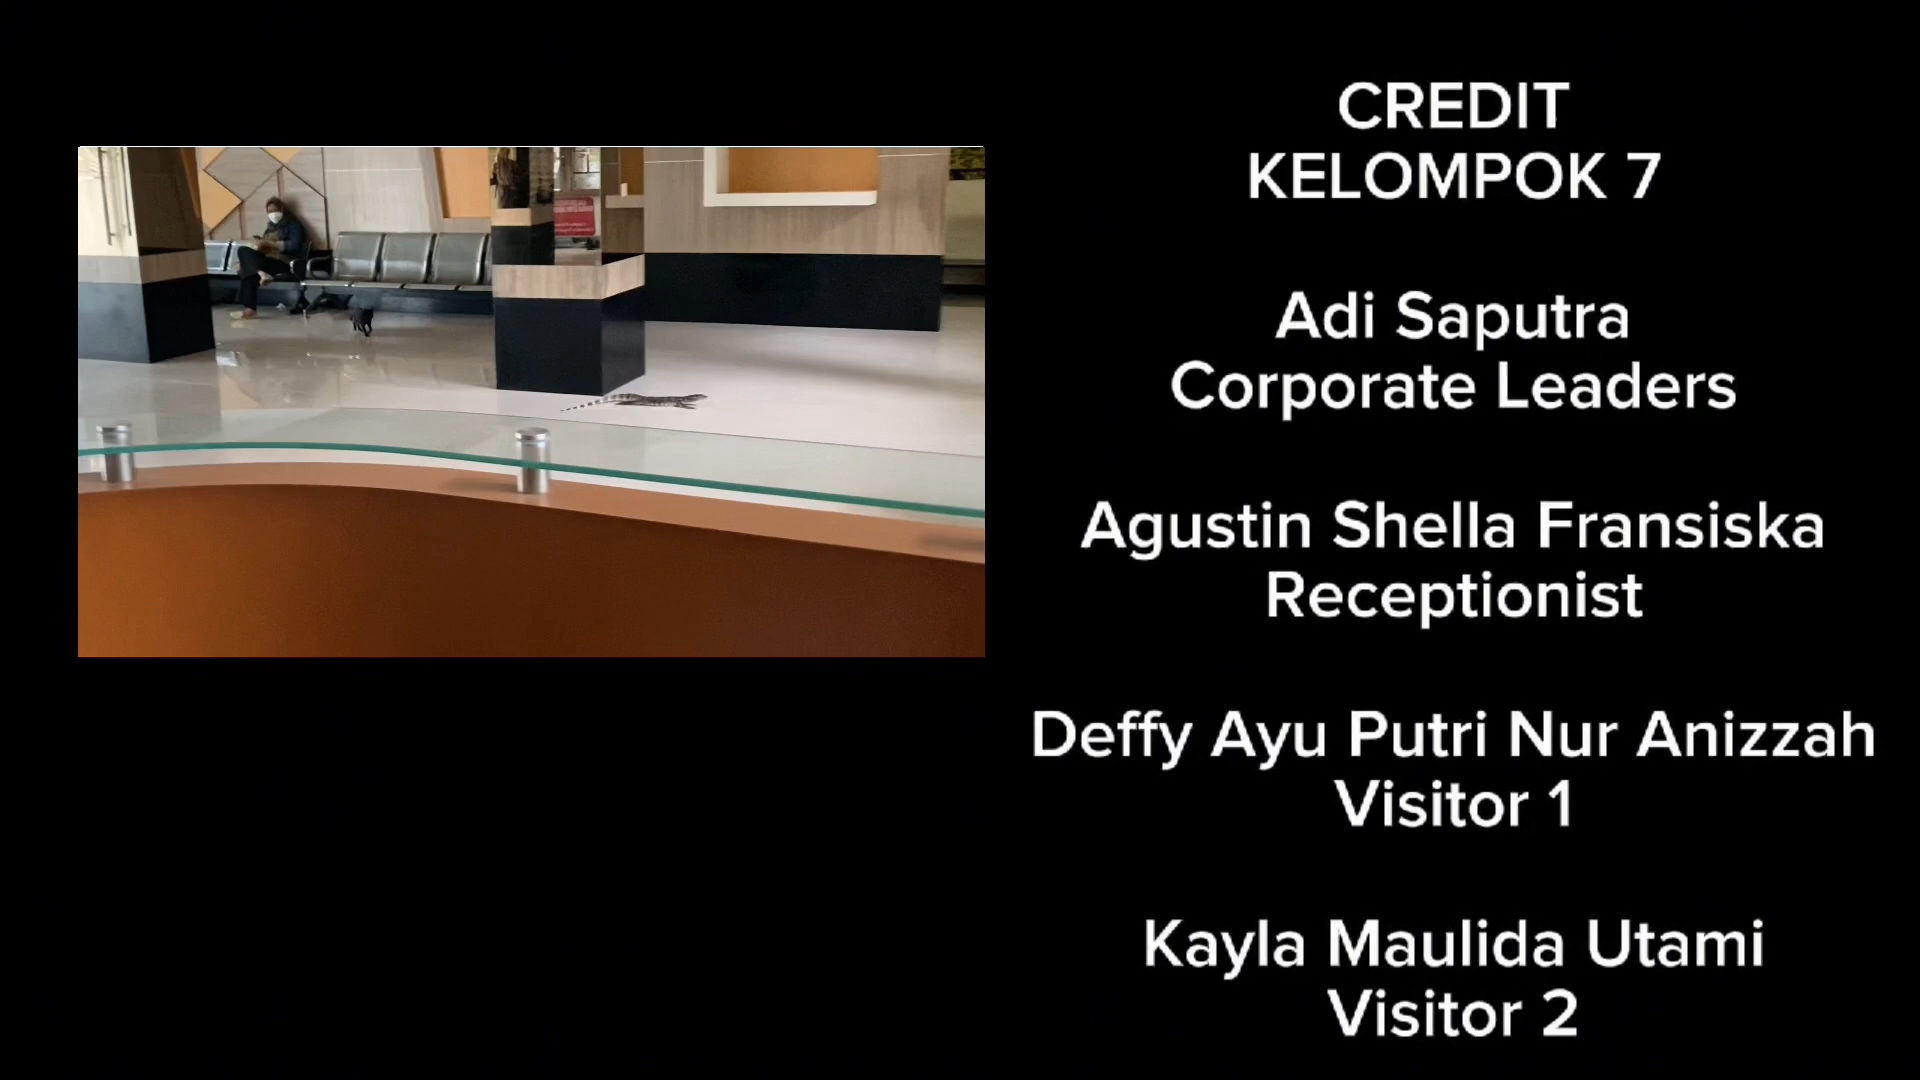 CREDIT
KELOMPOK 7
Adi Saputra
Corporate Leaders
Agustin Shella Fransiska
Receptionist
Deffy Ayu Putri Nur Anizzah
Visitor 1
Kayla Maulida Utami
Visitor 2